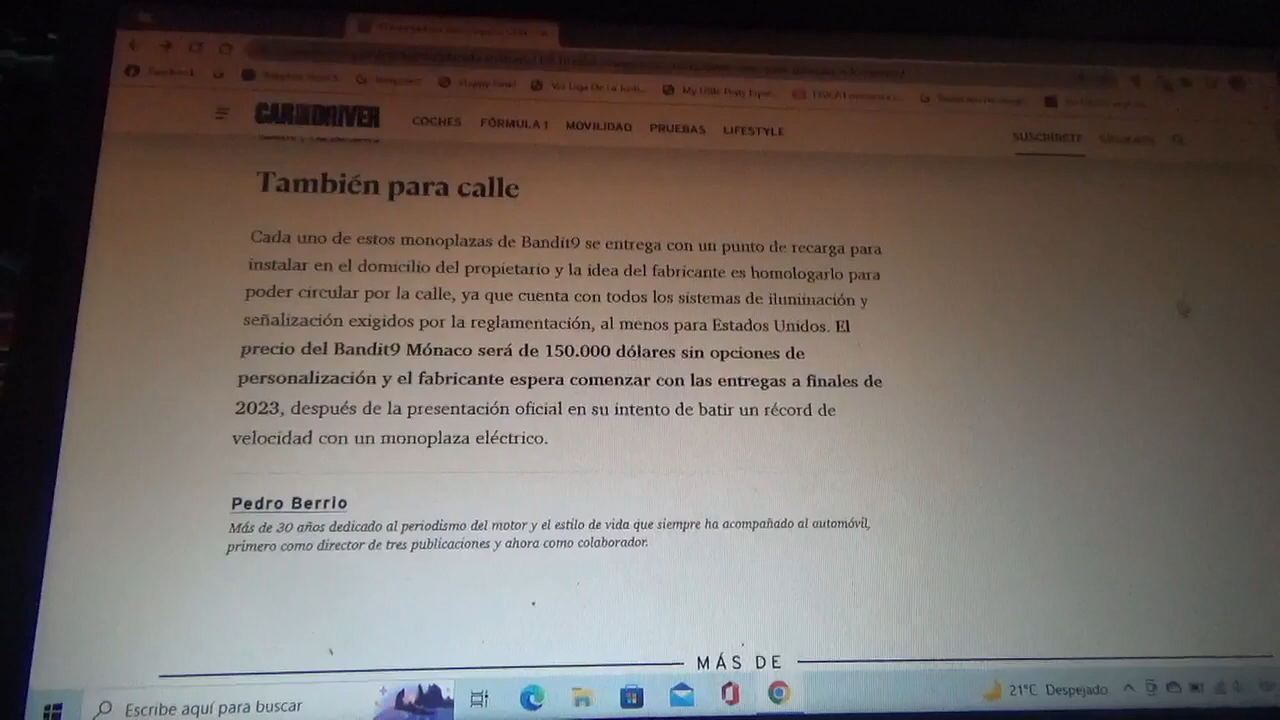 CAR AND DRIVER
COCHES FÓRMULA 1 MOVILIDAD PRUEBAS LIFESTYLE
SUSCRÍBETE
También para calle
Cada uno de estos monoplazas de Bandit9 se entrega con un punto de recarga para
instalar en el domicilio del propietario y la idea del fabricante es homologarlo para
poder circular por la calle, ya que cuenta con todos los sistemas de iluminación y
señalización exigidos por la reglamentación, al menos para Estados Unidos. El
precio del Bandit9 Mónaco será de 150.000 dólares sin opciones de
personalización y el fabricante espera comenzar con las entregas a finales de
2023, después de la presentación oficial en su intento de batir un récord de
velocidad con un monoplaza eléctrico.
Pedro Berrio
Más de 30 años dedicado al periodismo del motor y el estilo de vida que siempre ha acompañado al automóvil,
primero como director de tres publicaciones y ahora como colaborador.
MÁS DE
Escribe aquí para buscar
21°C Despejado